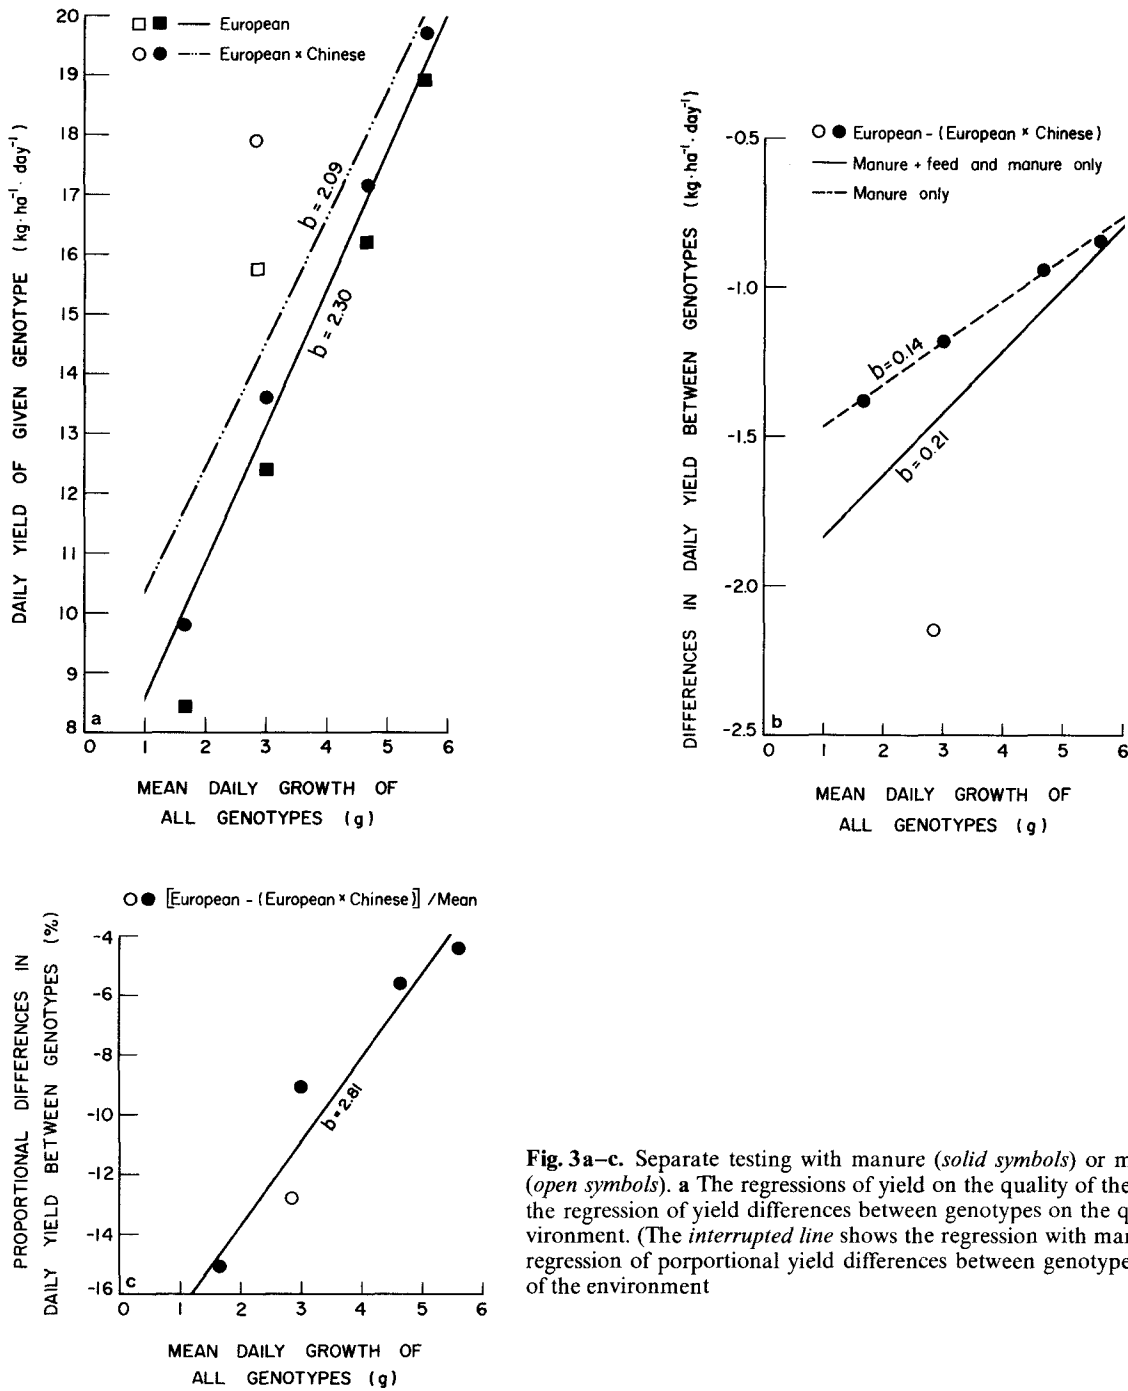 20
19
18
17
16
15
14
13
12
11
10
9
8
DAILY YIELD OF GIVEN GENOTYPE (kg·ha⁻¹·day⁻¹)
European
European × Chinese
b = 2.09
b = 2.30
a
0 1 2 3 4 5 6
MEAN DAILY GROWTH OF
ALL GENOTYPES (g)
DIFFERENCES IN DAILY YIELD BETWEEN GENOTYPES (kg·ha⁻¹·day⁻¹)
-0.5
-1.0
-1.5
-2.0
-2.5
European - (European × Chinese)
Manure + feed and manure only
Manure only
b = 0.14
b = 0.21
b
0 1 2 3 4 5 6
MEAN DAILY GROWTH OF
ALL GENOTYPES (g)
[European - (European × Chinese)] / Mean
PROPORTIONAL DIFFERENCES IN
DAILY YIELD BETWEEN GENOTYPES (%)
-4
-6
-8
-10
-12
-14
-16
b = 2.81
c
0 1 2 3 4 5 6
MEAN DAILY GROWTH OF
ALL GENOTYPES (g)
Fig. 3a–c. Separate testing with manure (solid symbols) or m
(open symbols). a The regressions of yield on the quality of the
the regression of yield differences between genotypes on the q
vironment. (The interrupted line shows the regression with man
regression of porportional yield differences between genotype
of the environment